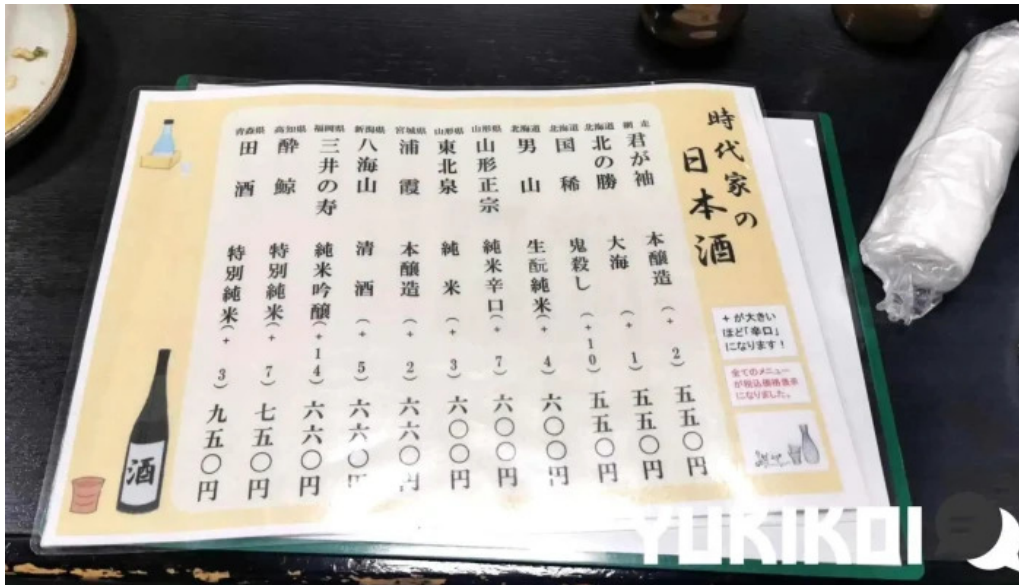 時代家の
日本酒
網走 君が袖 本醸造 (+2) 五五〇円
北海道 北の勝 大海 (+1) 五五〇円
北海道 国稀 鬼殺し (+10) 五五〇円
北海道 男山 生酛純米 (+4) 六〇〇円
山形県 山形正宗 純米辛口 (+7) 六〇〇円
山形県 東北泉 純米 (+3) 六〇〇円
宮城県 浦霞 本醸造 (+2) 六六〇円
新潟県 八海山 清酒 (+5) 六六〇円
福岡県 三井の寿 純米吟醸 (+14) 六六〇円
高知県 酔鯨 特別純米 (+7) 七五〇円
青森県 田酒 特別純米 (+3) 九五〇円
+が大きい
ほど「辛口」
になります!
全てのメニュー
が税込価格表示
になりました。
酒
YUKIKOI